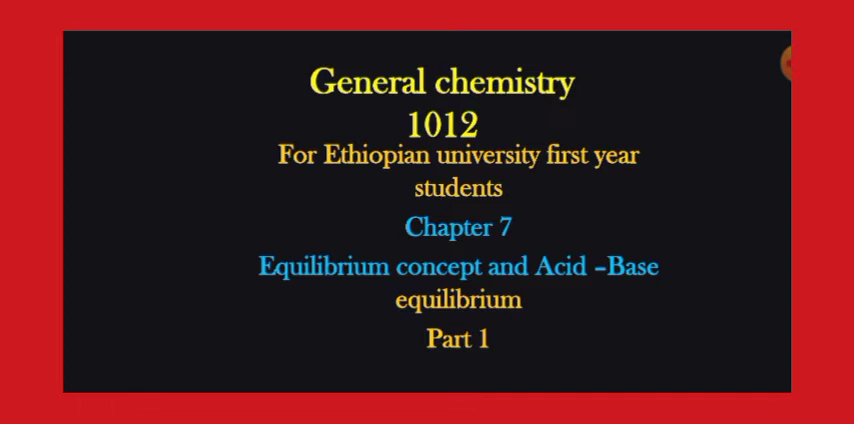 General chemistry
1012
For Ethiopian university first year
students
Chapter 7
Equilibrium concept and Acid –Base
equilibrium
Part 1